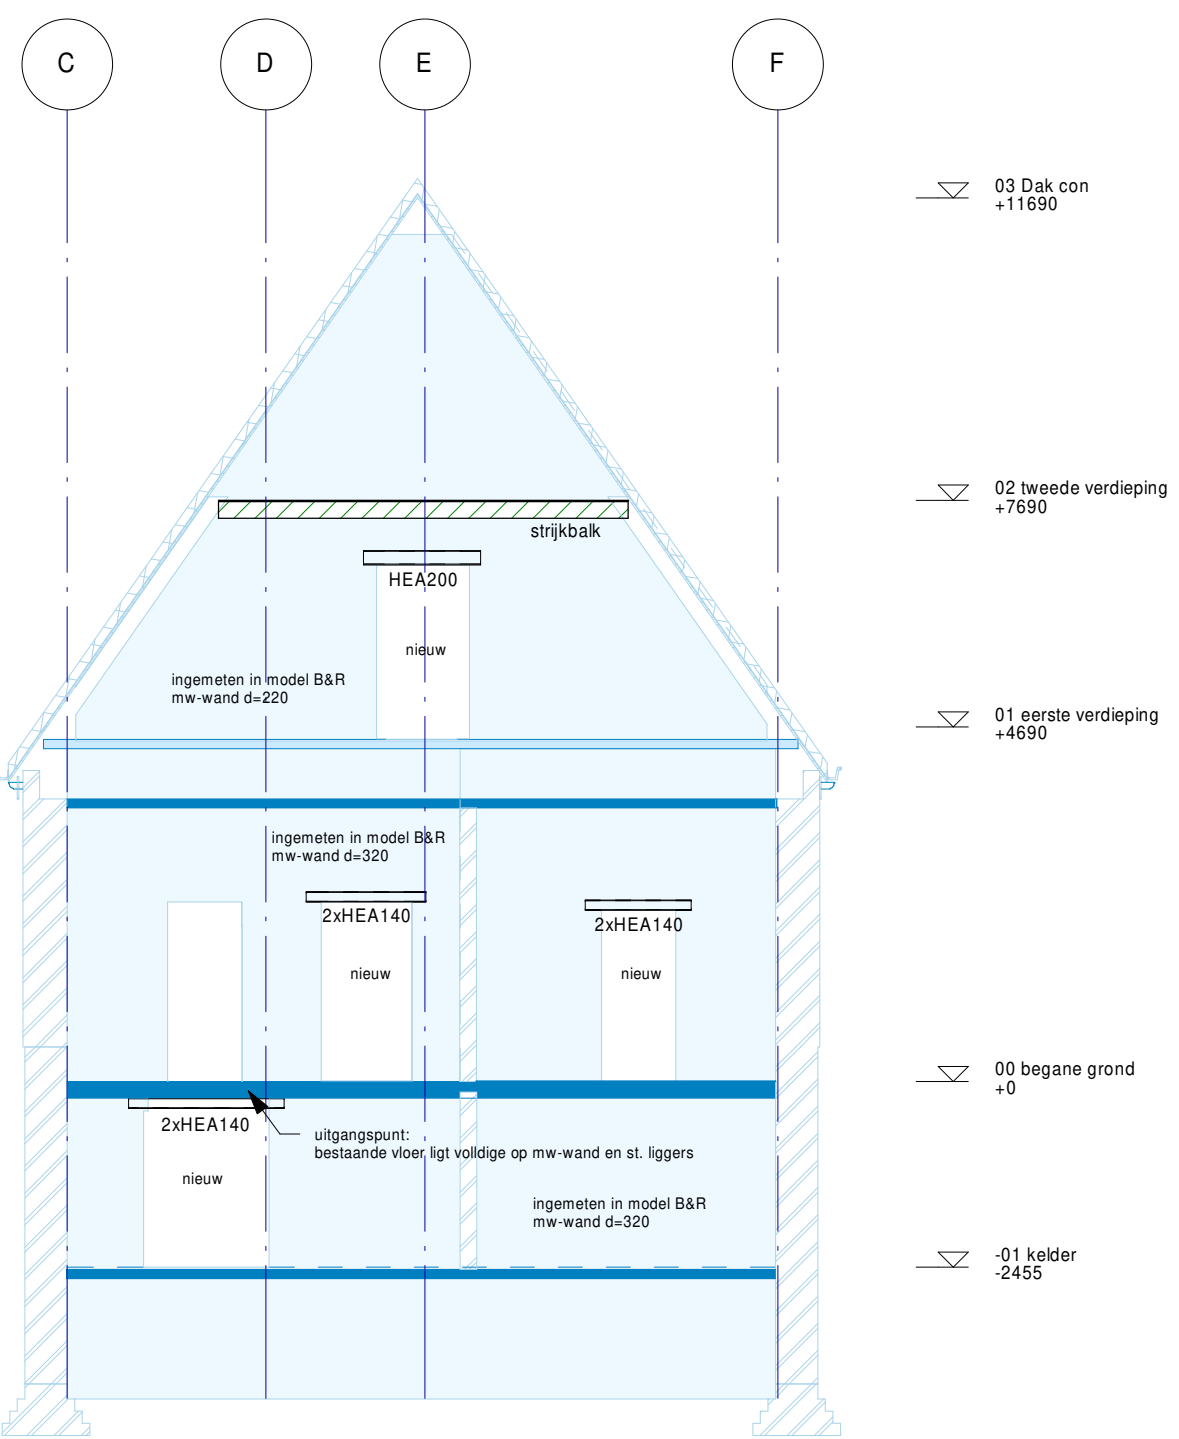 C
D
E
F
03 Dak con
+11690
02 tweede verdieping
+7690
strijkbalk
HEA200
nieuw
ingemeten in model B&R
mw-wand d=220
01 eerste verdieping
+4690
ingemeten in model B&R
mw-wand d=320
2xHEA140
2xHEA140
nieuw
nieuw
00 begane grond
+0
2xHEA140
uitgangspunt:
bestaande vloer ligt volldige op mw-wand en st. liggers
nieuw
ingemeten in model B&R
mw-wand d=320
-01 kelder
-2455